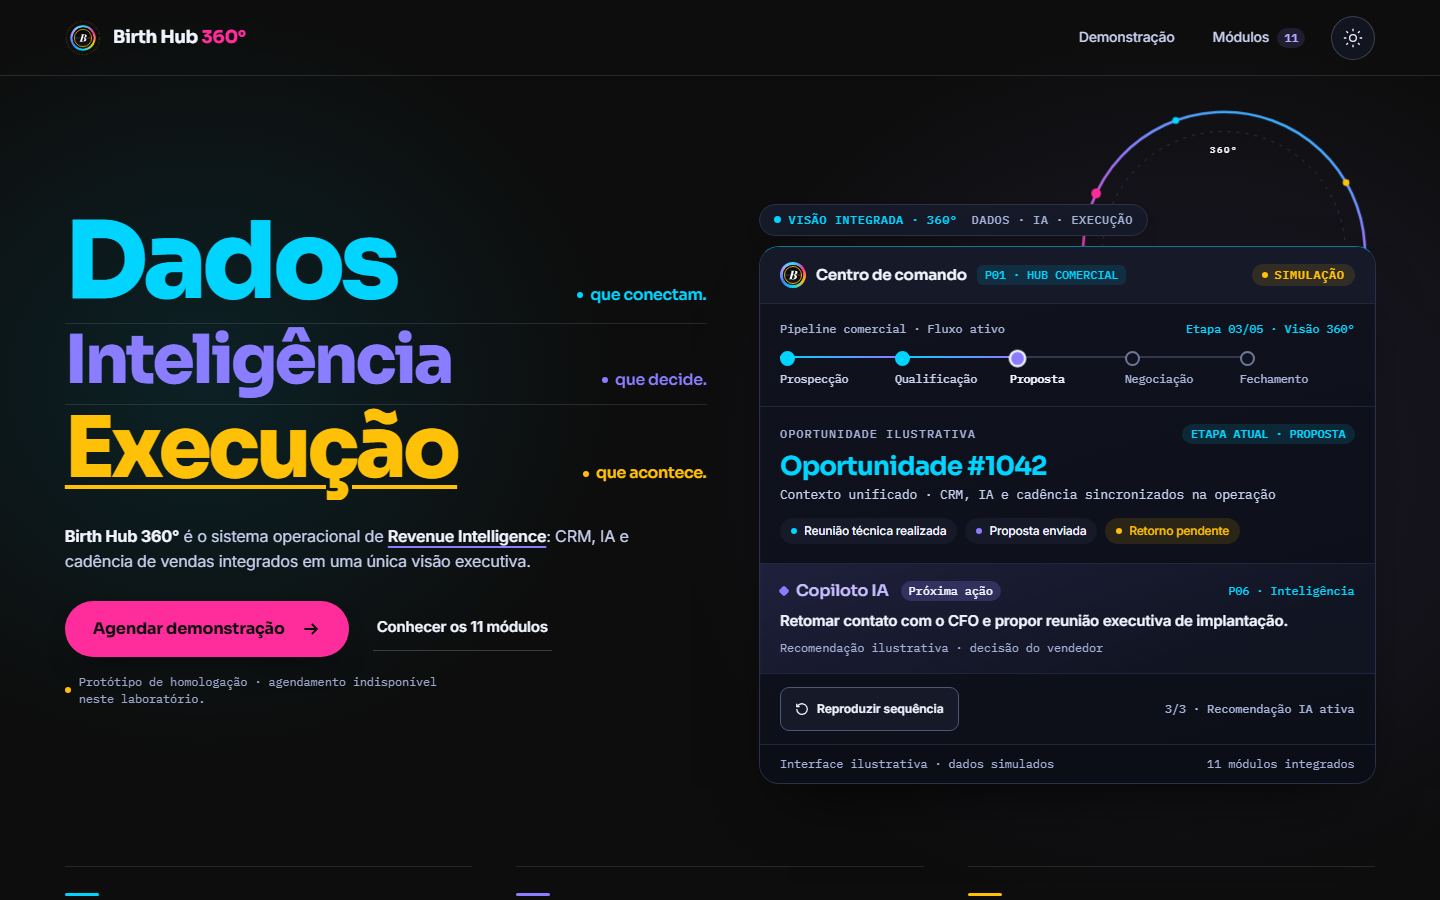 B Birth Hub 360°
Demonstração Módulos 11
360°
VISÃO INTEGRADA · 360° DADOS · IA · EXECUÇÃO
Dados
• que conectam.
Inteligência
• que decide.
Execução
• que acontece.
Birth Hub 360° é o sistema operacional de Revenue Intelligence: CRM, IA e
cadência de vendas integrados em uma única visão executiva.
Agendar demonstração →
Conhecer os 11 módulos
Protótipo de homologação · agendamento indisponível
neste laboratório.
B Centro de comando P01 · HUB COMERCIAL SIMULAÇÃO
Pipeline comercial · Fluxo ativo Etapa 03/05 · Visão 360°
Prospecção Qualificação Proposta Negociação Fechamento
OPORTUNIDADE ILUSTRATIVA ETAPA ATUAL · PROPOSTA
Oportunidade #1042
Contexto unificado · CRM, IA e cadência sincronizados na operação
Reunião técnica realizada Proposta enviada Retorno pendente
Copiloto IA Próxima ação P06 · Inteligência
Retomar contato com o CFO e propor reunião executiva de implantação.
Recomendação ilustrativa · decisão do vendedor
Reproduzir sequência 3/3 · Recomendação IA ativa
Interface ilustrativa · dados simulados 11 módulos integrados